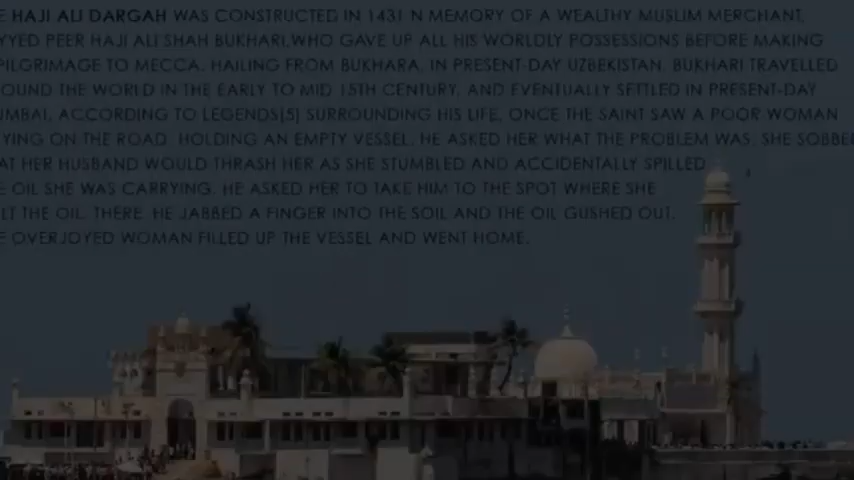 E HAJI ALI DARGAH WAS CONSTRUCTED IN 1431 N MEMORY OF A WEALTHY MUSLIM MERCHANT,
YYED PEER HAJI ALI SHAH BUKHARI,WHO GAVE UP ALL HIS WORLDLY POSSESSIONS BEFORE MAKING
PILGRIMAGE TO MECCA. HAILING FROM BUKHARA, IN PRESENT-DAY UZBEKISTAN, BUKHARI TRAVELLED
OUND THE WORLD IN THE EARLY TO MID 15TH CENTURY, AND EVENTUALLY SETTLED IN PRESENT-DAY
UMBAI. ACCORDING TO LEGENDS[5] SURROUNDING HIS LIFE, ONCE THE SAINT SAW A POOR WOMAN
YING ON THE ROAD, HOLDING AN EMPTY VESSEL. HE ASKED HER WHAT THE PROBLEM WAS, SHE SOBBE
AT HER HUSBAND WOULD THRASH HER AS SHE STUMBLED AND ACCIDENTALLY SPILLED
E OIL SHE WAS CARRYING. HE ASKED HER TO TAKE HIM TO THE SPOT WHERE SHE
LT THE OIL. THERE, HE JABBED A FINGER INTO THE SOIL AND THE OIL GUSHED OUT.
E OVERJOYED WOMAN FILLED UP THE VESSEL AND WENT HOME.